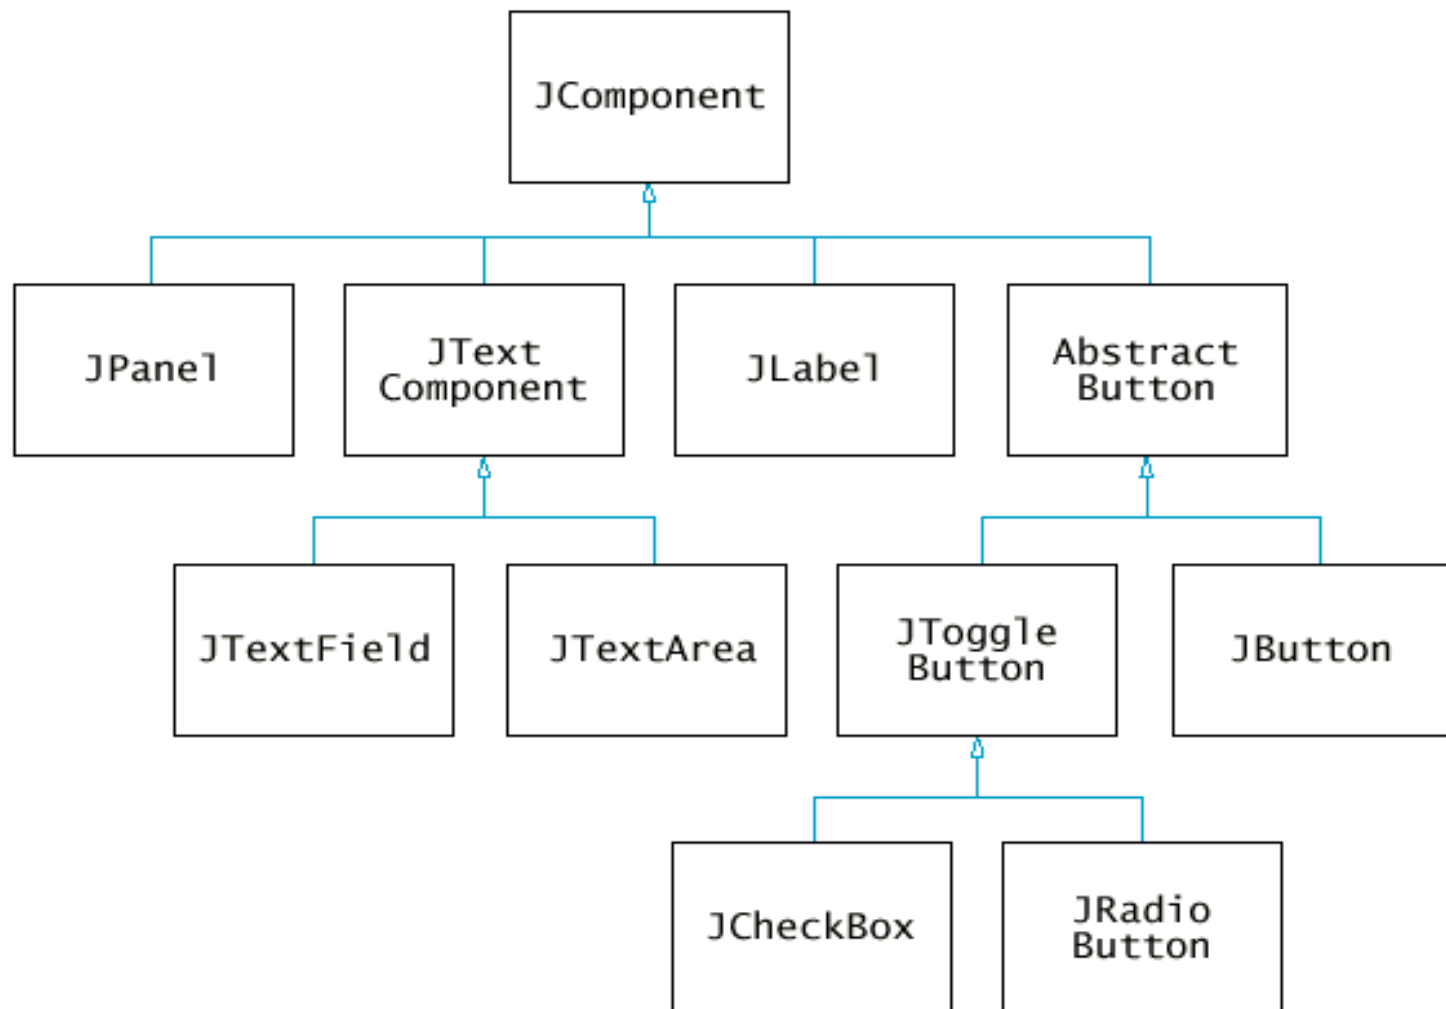 JComponent
JPanel
JText
Component
JLabel
Abstract
Button
JTextField
JTextArea
JToggle
Button
JButton
JCheckBox
JRadio
Button